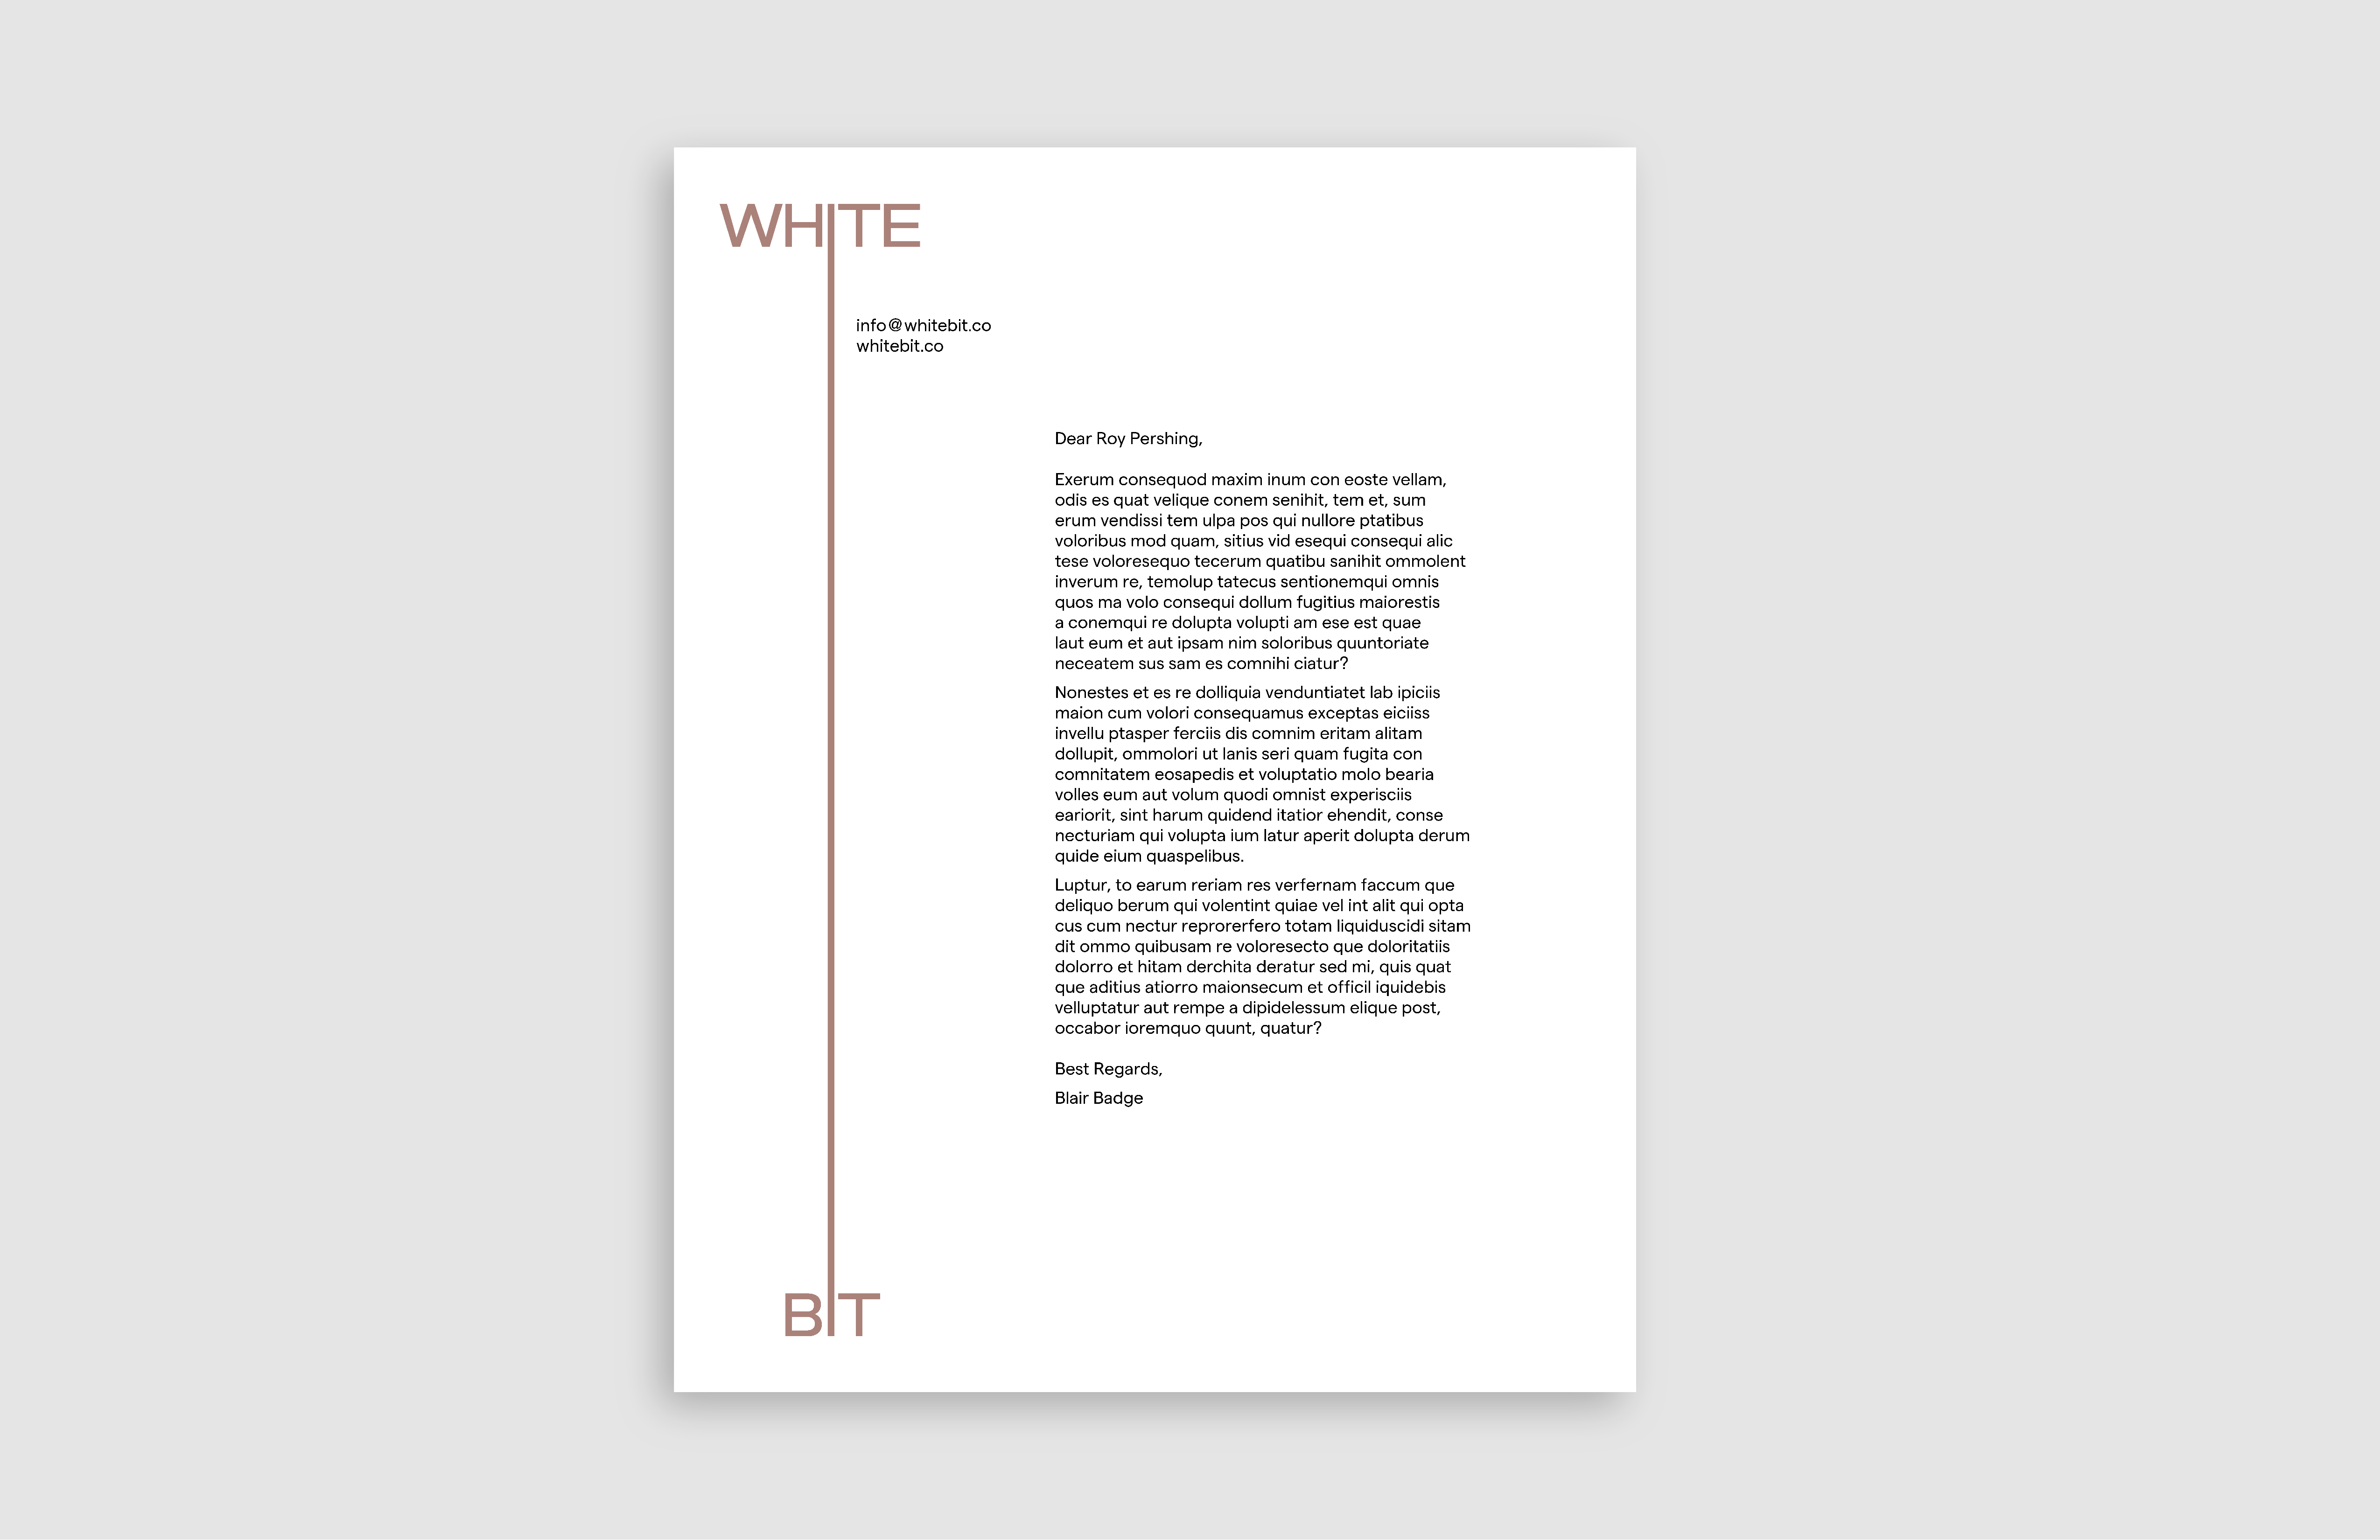 WHITE
info@whitebit.co
whitebit.co
Dear Roy Pershing,
Exerum consequod maxim inum con eoste vellam,
odis es quat velique conem senihit, tem et, sum
erum vendissi tem ulpa pos qui nullore ptatibus
voloribus mod quam, sitius vid esequi consequi alic
tese voloresequo tecerum quatibu sanihit ommolent
inverum re, temolup tatecus sentionemqui omnis
quos ma volo consequi dollum fugitius maiorestis
a conemqui re dolupta volupti am ese est quae
laut eum et aut ipsam nim soloribus quuntoriate
neceatem sus sam es comnihi ciatur?
Nonestes et es re dolliquia venduntiatet lab ipiciis
maion cum volori consequamus exceptas eiciiss
invellu ptasper ferciis dis comnim eritam alitam
dollupit, ommolori ut lanis seri quam fugita con
comnitatem eosapedis et voluptatio molo bearia
volles eum aut volum quodi omnist experisciis
eariorit, sint harum quidend itatior ehendit, conse
necturiam qui volupta ium latur aperit dolupta derum
quide eium quaspelibus.
Luptur, to earum reriam res verfernam faccum que
deliquo berum qui volentint quiae vel int alit qui opta
cus cum nectur reprorerfero totam liquiduscidi sitam
dit ommo quibusam re voloresecto que doloritatiis
dolorro et hitam derchita deratur sed mi, quis quat
que aditius atiorro maionsecum et officil iquidebis
velluptatur aut rempe a dipidelessum elique post,
occabor ioremquo quunt, quatur?
Best Regards,
Blair Badge
BIT